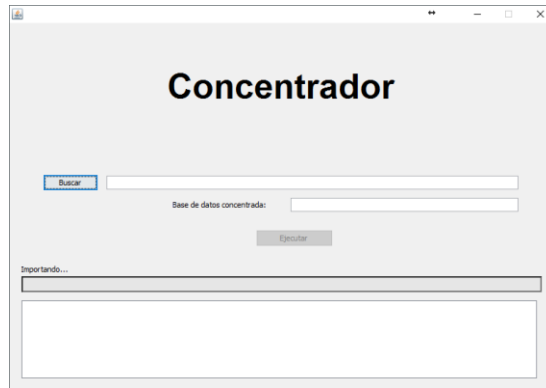 Concentrador
Buscar
Base de datos concentrada:
Ejecutar
Importando...